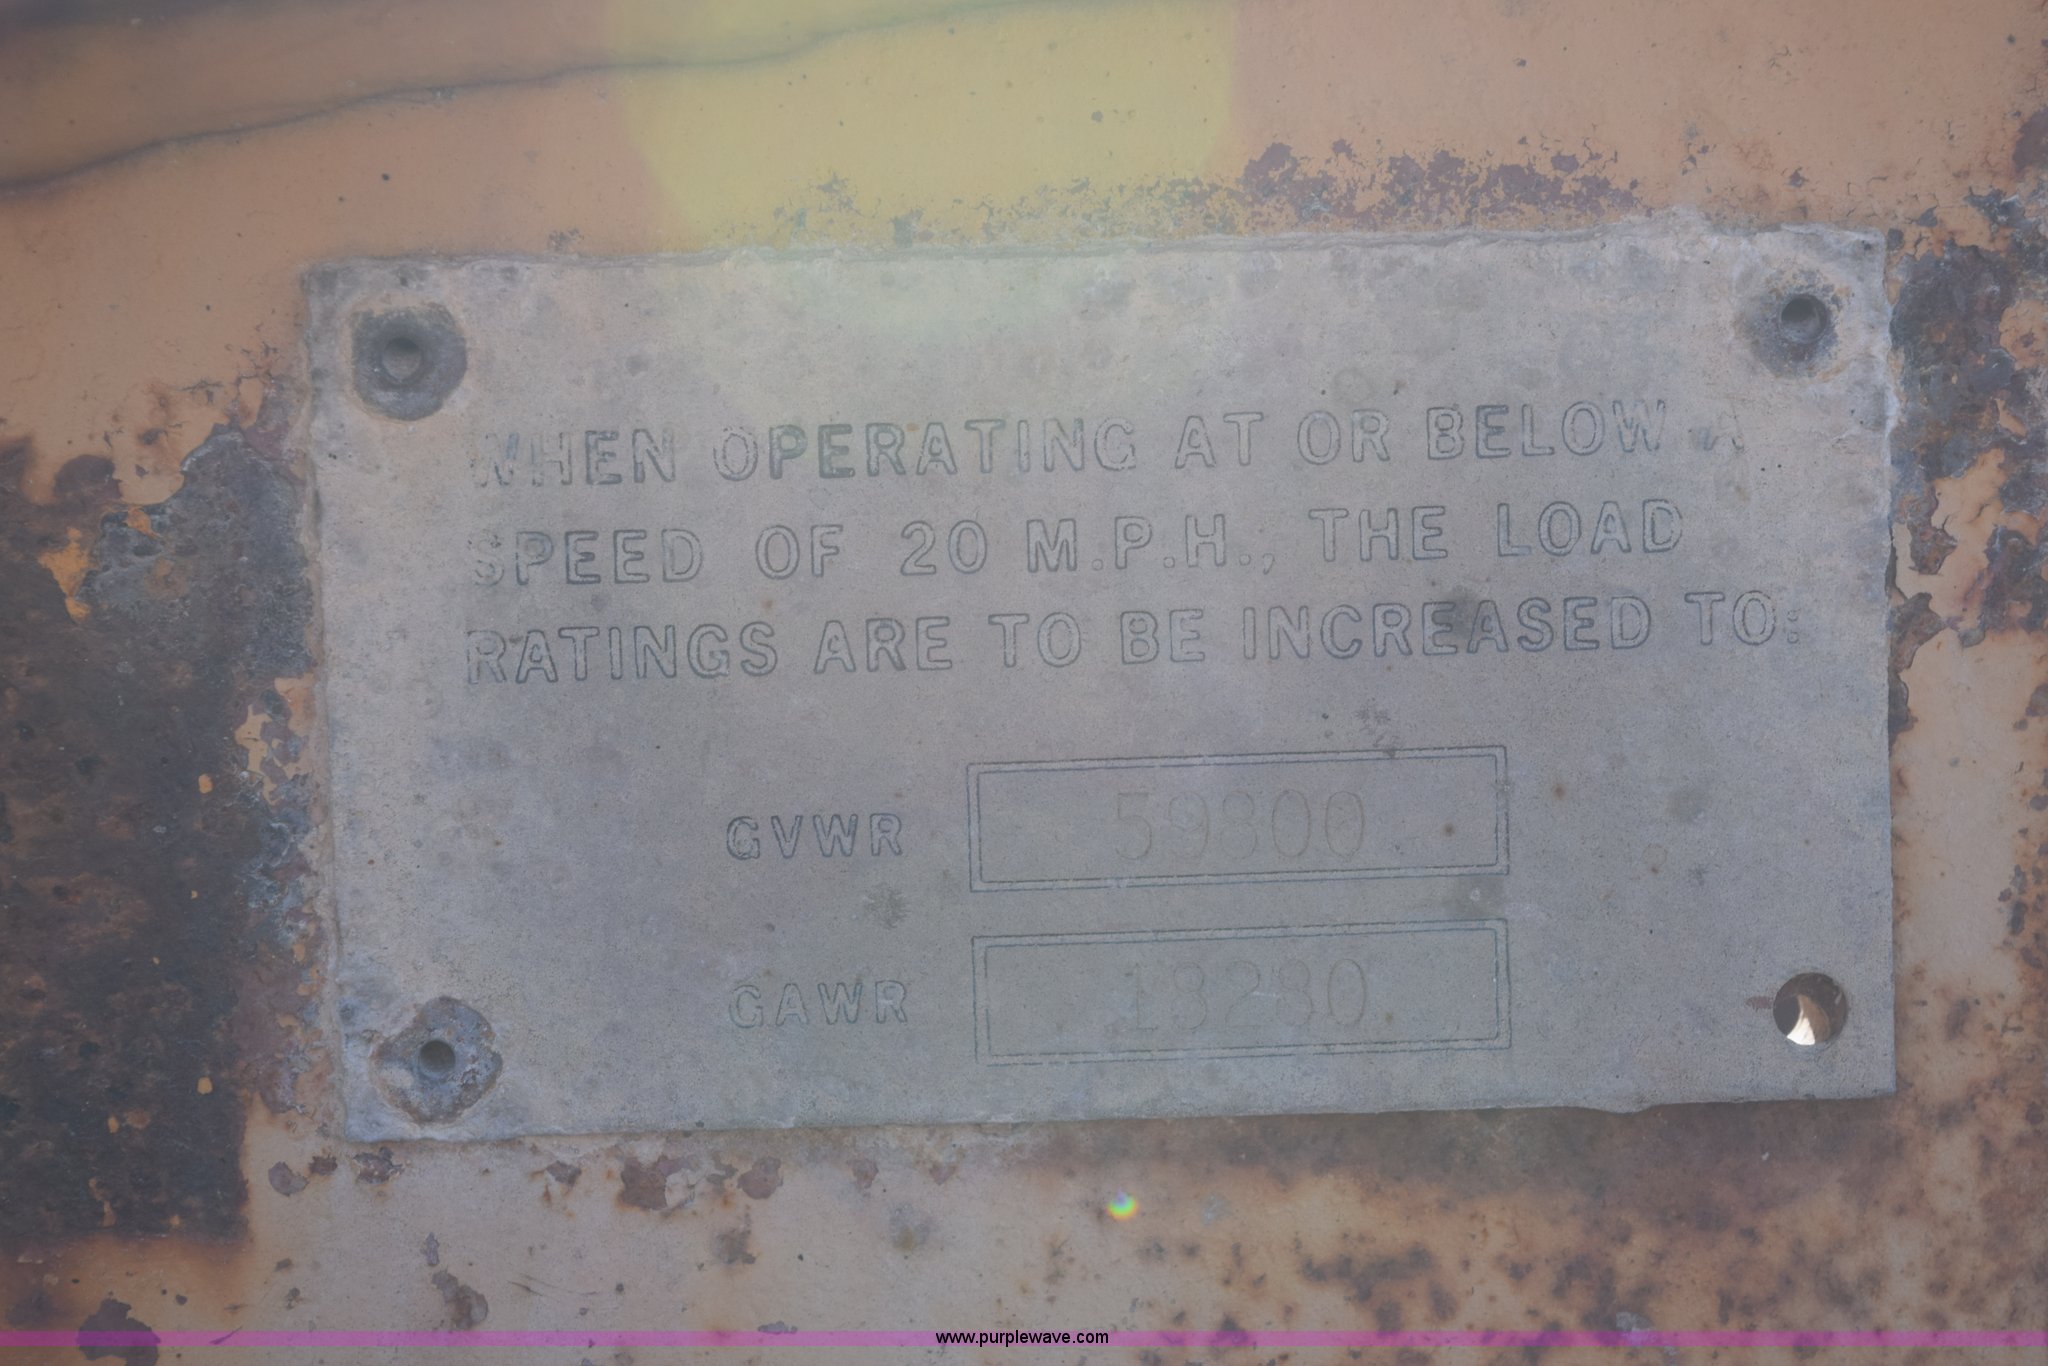 WHEN OPERATING AT OR BELOW A
SPEED OF 20 M.P.H., THE LOAD
RATINGS ARE TO BE INCREASED TO:
GVWR 59800
GAWR 18280
www.purplewave.com